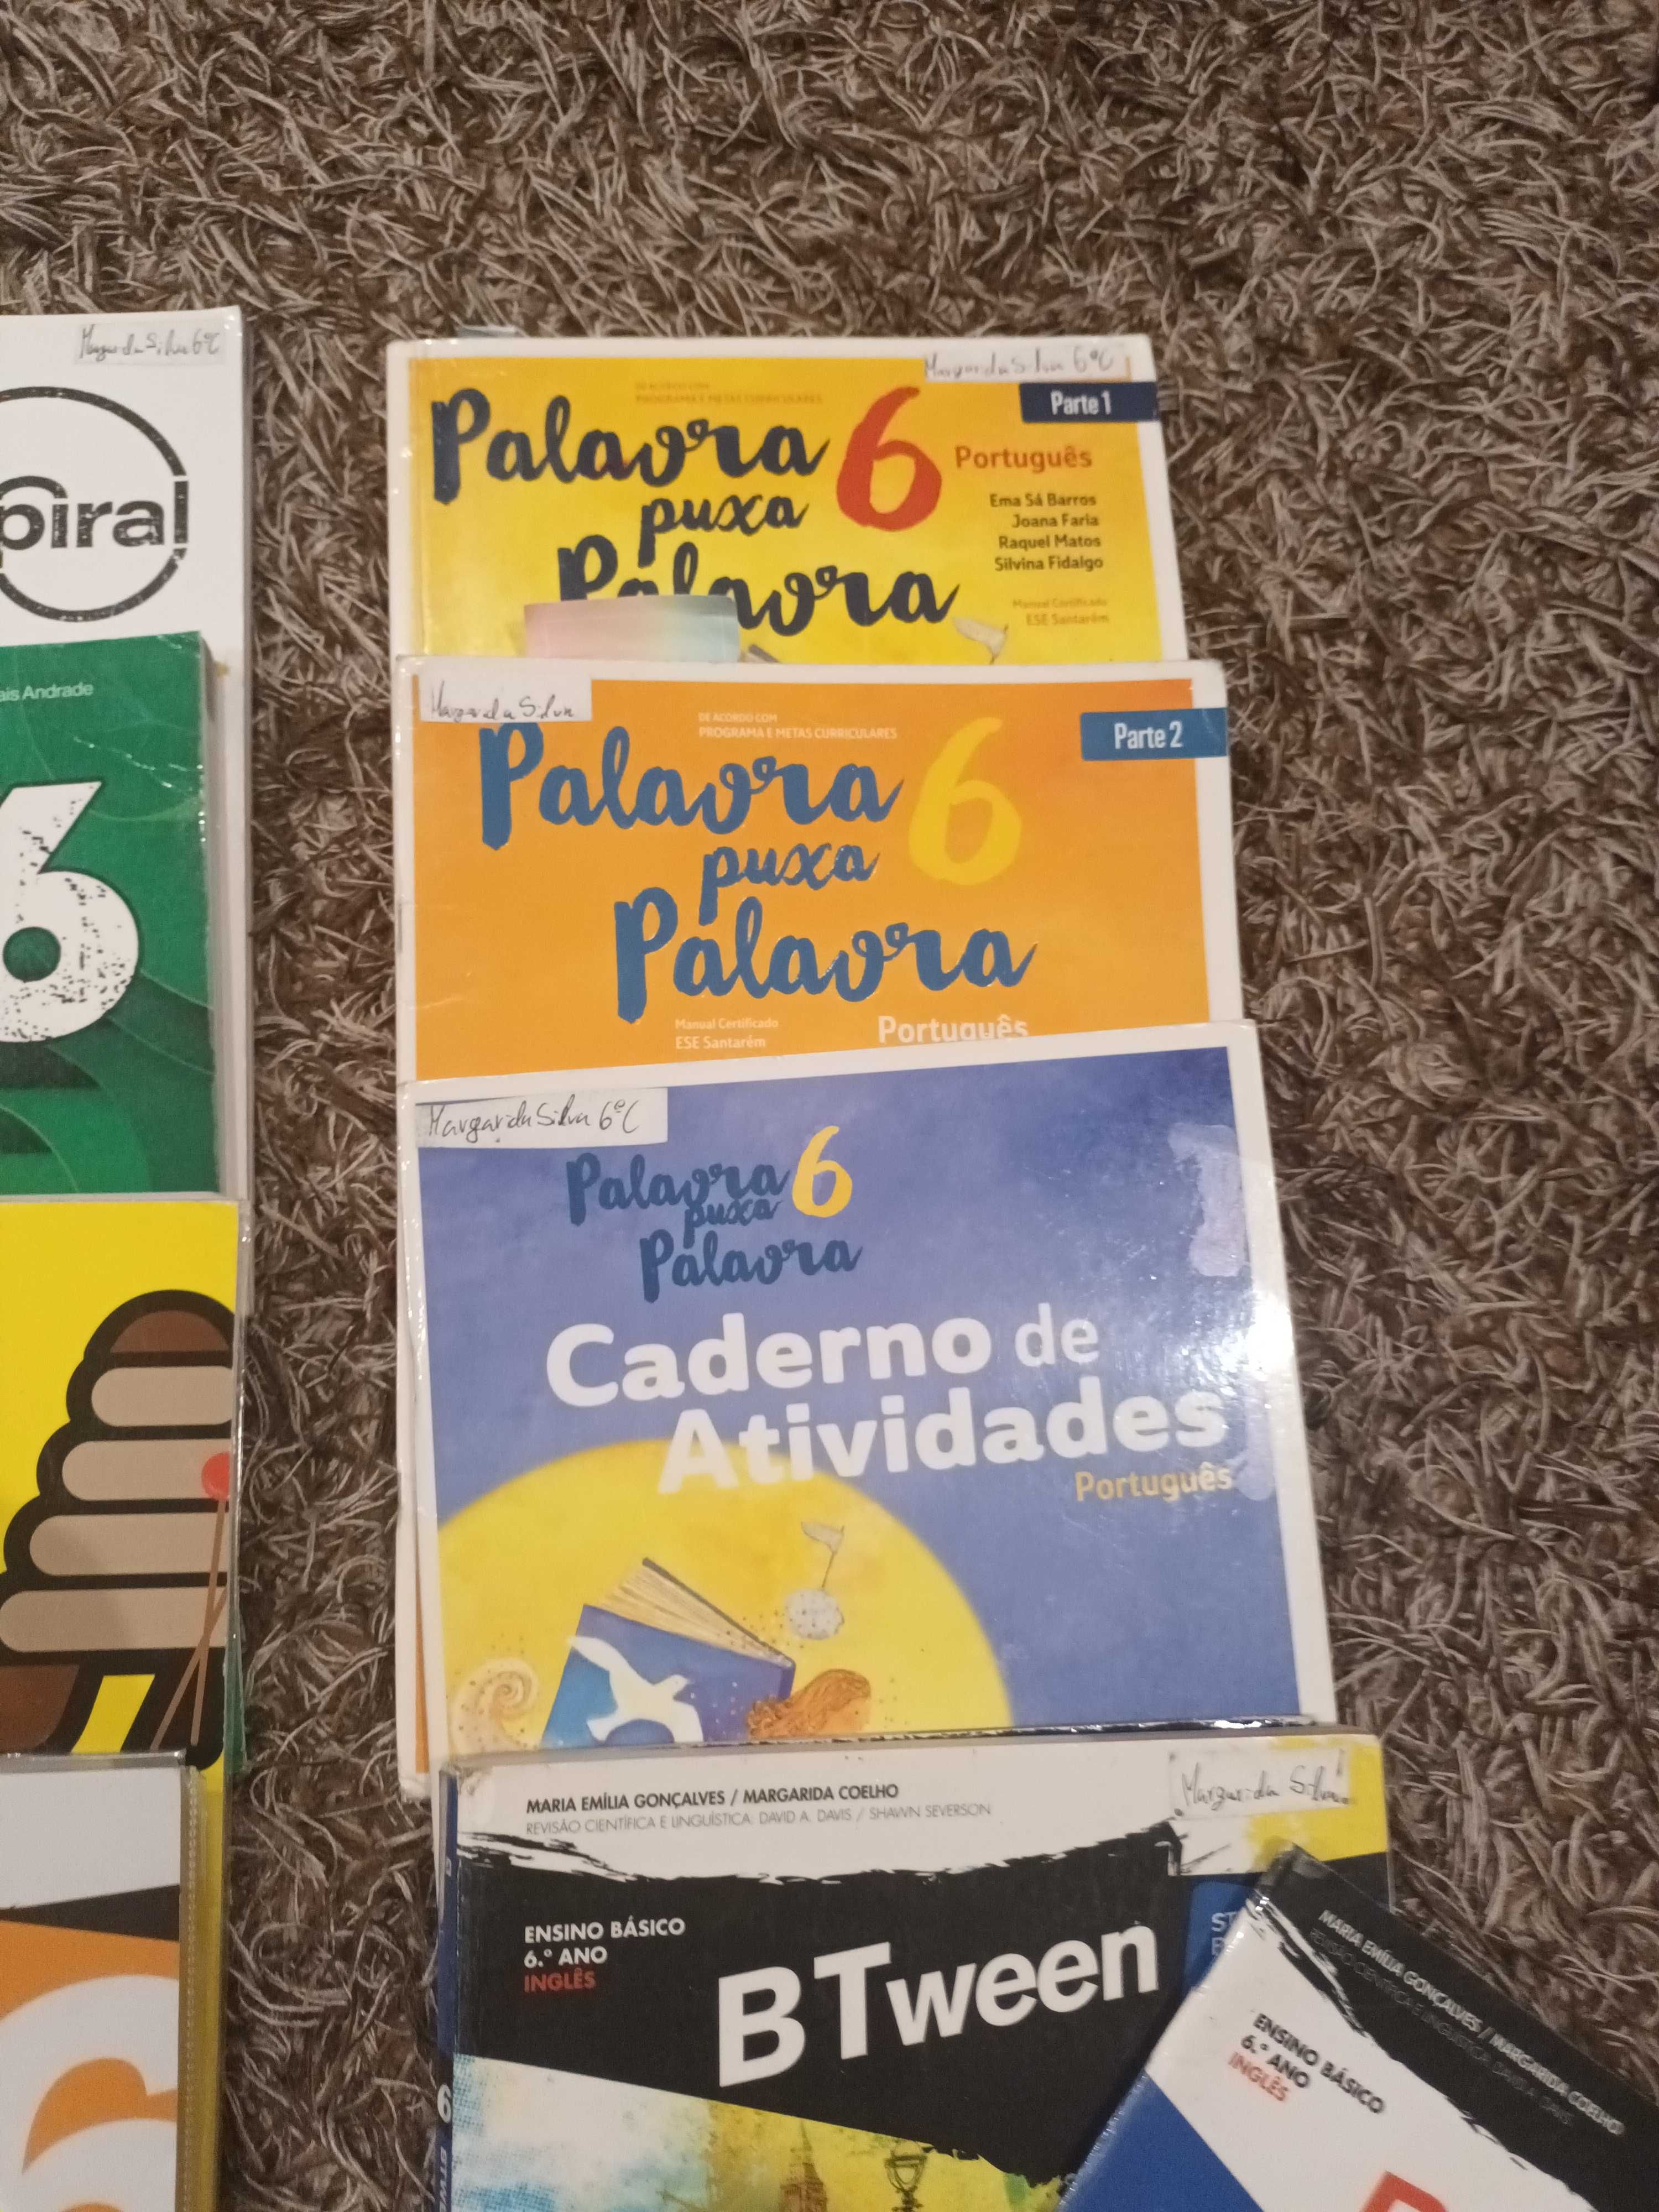 Margarida Silva 6ºC
piral
ais Andrade
6
Margarida Silva 6ºC
DE ACORDO COM
PROGRAMA E METAS CURRICULARES
Parte 1
Palavra 6
puxa
Palavra
Português
Ema Sá Barros
Joana Faria
Raquel Matos
Silvina Fidalgo
Manual Certificado
ESE Santarém
Margarida Silva
DE ACORDO COM
PROGRAMA E METAS CURRICULARES
Parte 2
Palavra 6
puxa
Palavra
Manual Certificado
ESE Santarém
Português
Margarida Silva 6ºC
Palavra 6
puxa
Palavra
Caderno de
Atividades
Português
MARIA EMÍLIA GONÇALVES / MARGARIDA COELHO
REVISÃO CIENTÍFICA E LINGUÍSTICA: DAVID A. DAVIS / SHAWN SEVERSON
Margarida Silva
ENSINO BÁSICO
6.º ANO
INGLÊS
BTween
ST
6
MARIA EMÍLIA GONÇALVES / MARGARIDA COELHO
ENSINO BÁSICO
6.º ANO
INGLÊS